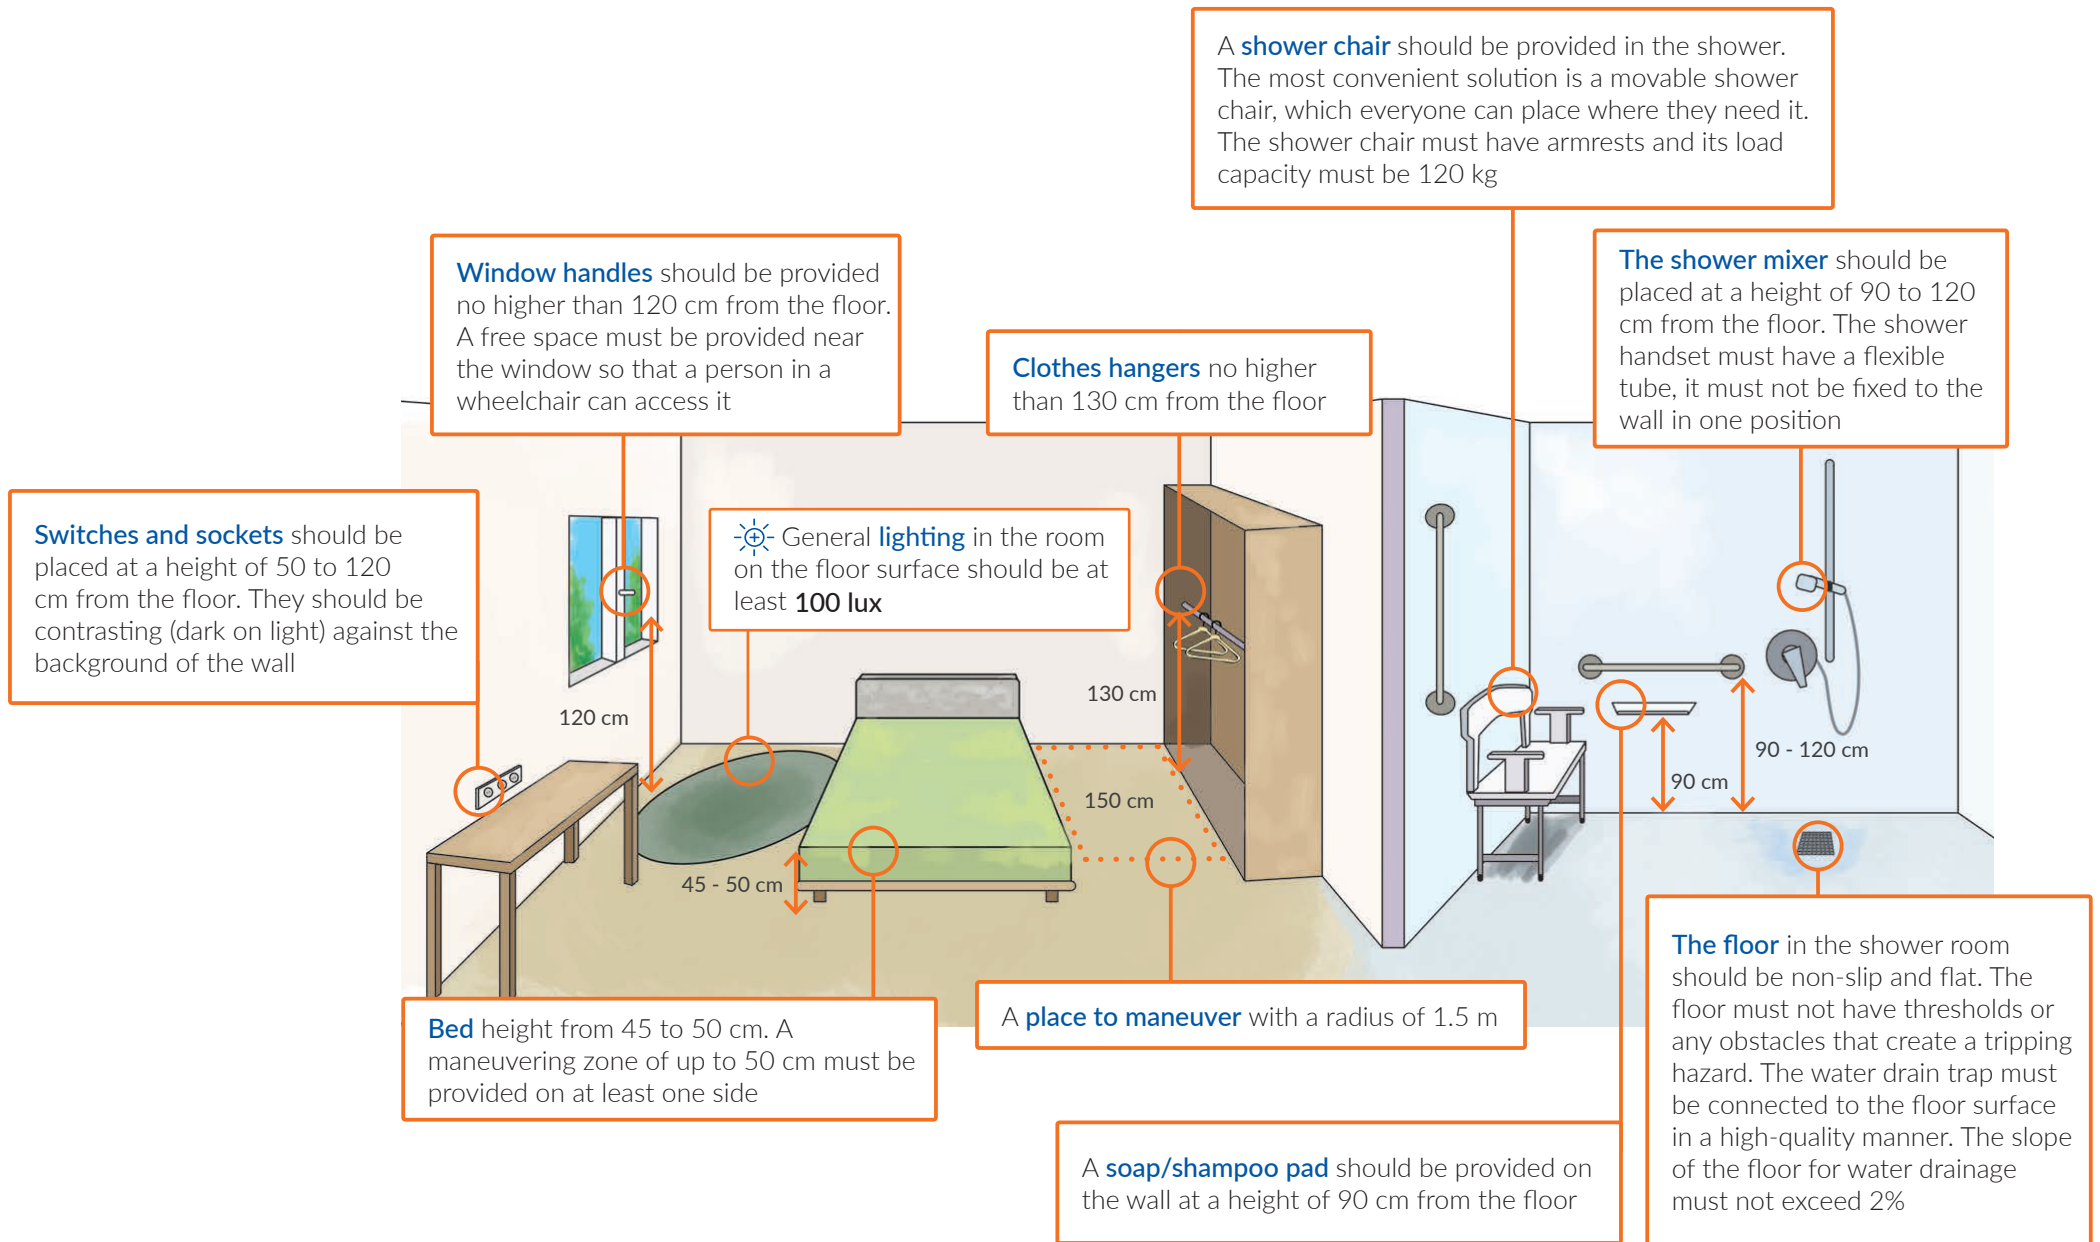 A shower chair should be provided in the shower.
The most convenient solution is a movable shower
chair, which everyone can place where they need it.
The shower chair must have armrests and its load
capacity must be 120 kg
Window handles should be provided
no higher than 120 cm from the floor.
A free space must be provided near
the window so that a person in a
wheelchair can access it
The shower mixer should be
placed at a height of 90 to 120
cm from the floor. The shower
handset must have a flexible
tube, it must not be fixed to the
wall in one position
Clothes hangers no higher
than 130 cm from the floor
Switches and sockets should be
placed at a height of 50 to 120
cm from the floor. They should be
contrasting (dark on light) against the
background of the wall
General lighting in the room
on the floor surface should be at
least 100 lux
120 cm
130 cm
150 cm
45 - 50 cm
90 cm
90 - 120 cm
Bed height from 45 to 50 cm. A
maneuvering zone of up to 50 cm must be
provided on at least one side
A place to maneuver with a radius of 1.5 m
The floor in the shower room
should be non-slip and flat. The
floor must not have thresholds or
any obstacles that create a tripping
hazard. The water drain trap must
be connected to the floor surface
in a high-quality manner. The slope
of the floor for water drainage
must not exceed 2%
A soap/shampoo pad should be provided on
the wall at a height of 90 cm from the floor